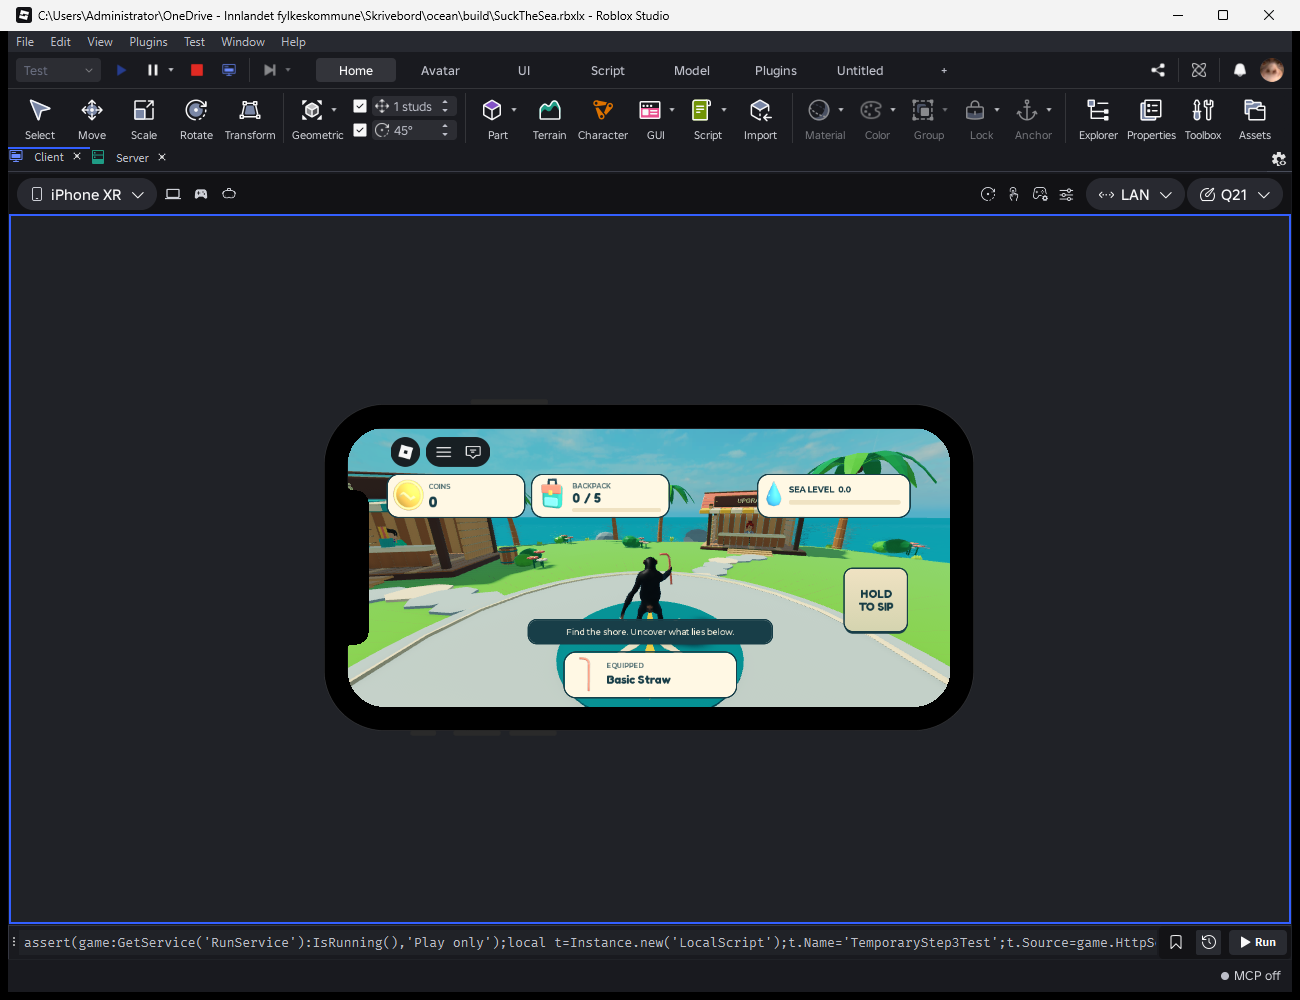 C:\Users\Administrator\OneDrive - Innlandet fylkeskommune\Skrivebord\ocean\build\SuckTheSea.rbxlx - Roblox Studio
File Edit View Plugins Test Window Help
Test Home Avatar UI Script Model Plugins Untitled +
1 studs
45°
Select Move Scale Rotate Transform Geometric Part Terrain Character GUI Script Import Material Color Group Lock Anchor Explorer Properties Toolbox Assets
Client Server
iPhone XR LAN Q21
COINS
0
BACKPACK
0 / 5
SEA LEVEL 0.0
HOLD
TO SIP
Find the shore. Uncover what lies below.
EQUIPPED
Basic Straw
assert(game:GetService('RunService'):IsRunning(),'Play only');local t=Instance.new('LocalScript');t.Name='TemporaryStep3Test';t.Source=game.HttpS
Run
MCP off